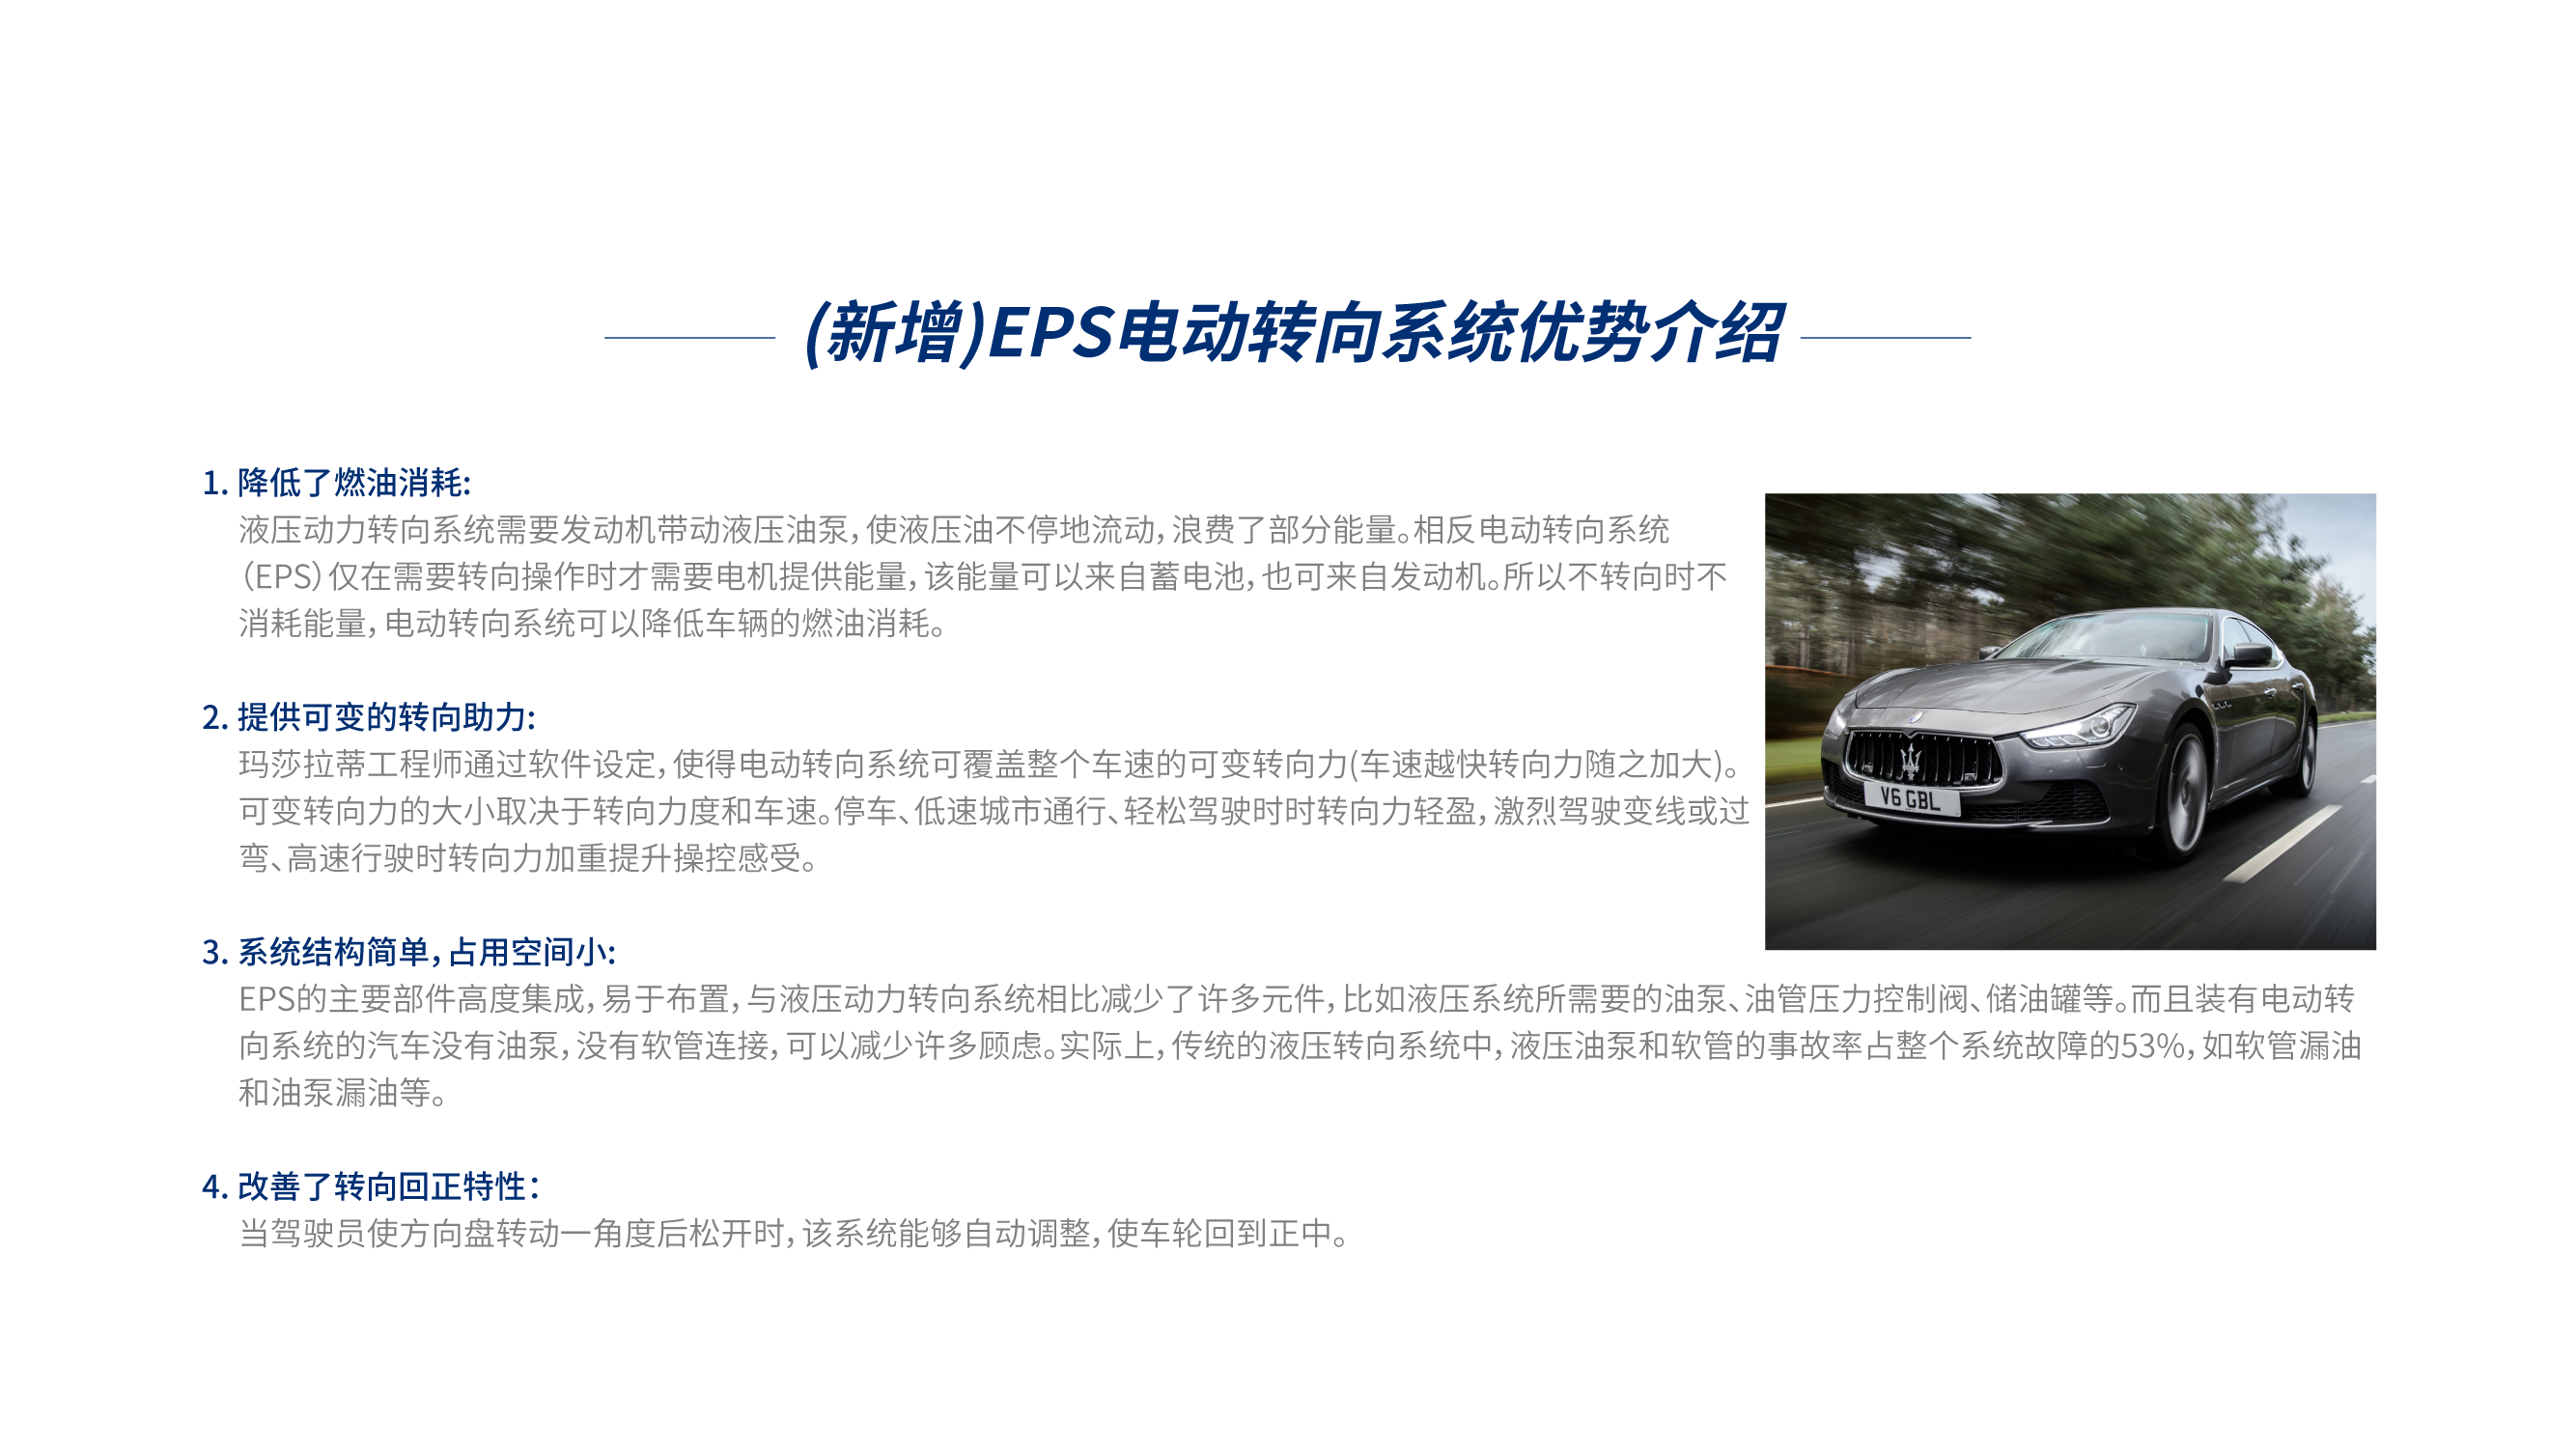 (新增)EPS电动转向系统优势介绍
1. 降低了燃油消耗:
液压动力转向系统需要发动机带动液压油泵,使液压油不停地流动,浪费了部分能量。相反电动转向系统
(EPS)仅在需要转向操作时才需要电机提供能量,该能量可以来自蓄电池,也可来自发动机。所以不转向时不
消耗能量,电动转向系统可以降低车辆的燃油消耗。
2. 提供可变的转向助力:
玛莎拉蒂工程师通过软件设定,使得电动转向系统可覆盖整个车速的可变转向力(车速越快转向力随之加大)。
可变转向力的大小取决于转向力度和车速。停车、低速城市通行、轻松驾驶时时转向力轻盈,激烈驾驶变线或过
弯、高速行驶时转向力加重提升操控感受。
V6 GBL
3. 系统结构简单,占用空间小:
EPS的主要部件高度集成,易于布置,与液压动力转向系统相比减少了许多元件,比如液压系统所需要的油泵、油管压力控制阀、储油罐等。而且装有电动转
向系统的汽车没有油泵,没有软管连接,可以减少许多顾虑。实际上,传统的液压转向系统中,液压油泵和软管的事故率占整个系统故障的53%,如软管漏油
和油泵漏油等。
4. 改善了转向回正特性:
当驾驶员使方向盘转动一角度后松开时,该系统能够自动调整,使车轮回到正中。